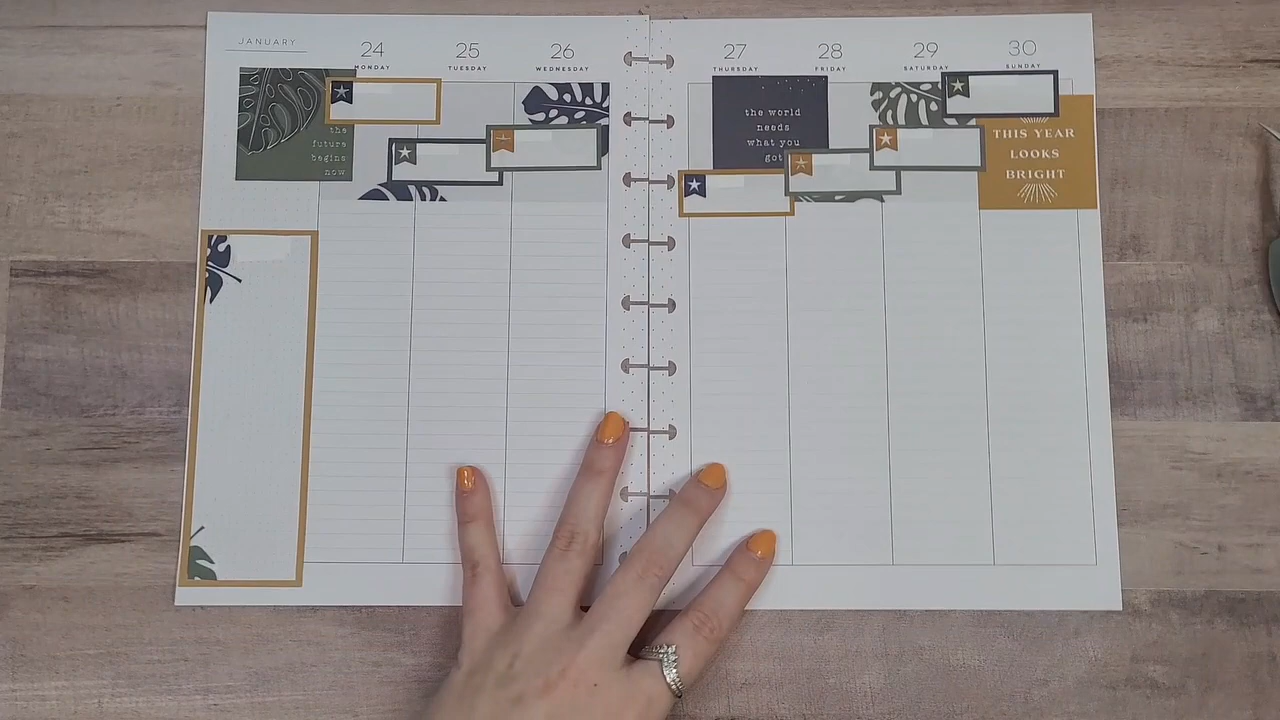 JANUARY
24
MONDAY
25
TUESDAY
26
WEDNESDAY
27
THURSDAY
28
FRIDAY
29
SATURDAY
30
SUNDAY
the
future
begins
now
the world
needs
what you
got
THIS YEAR
LOOKS
BRIGHT